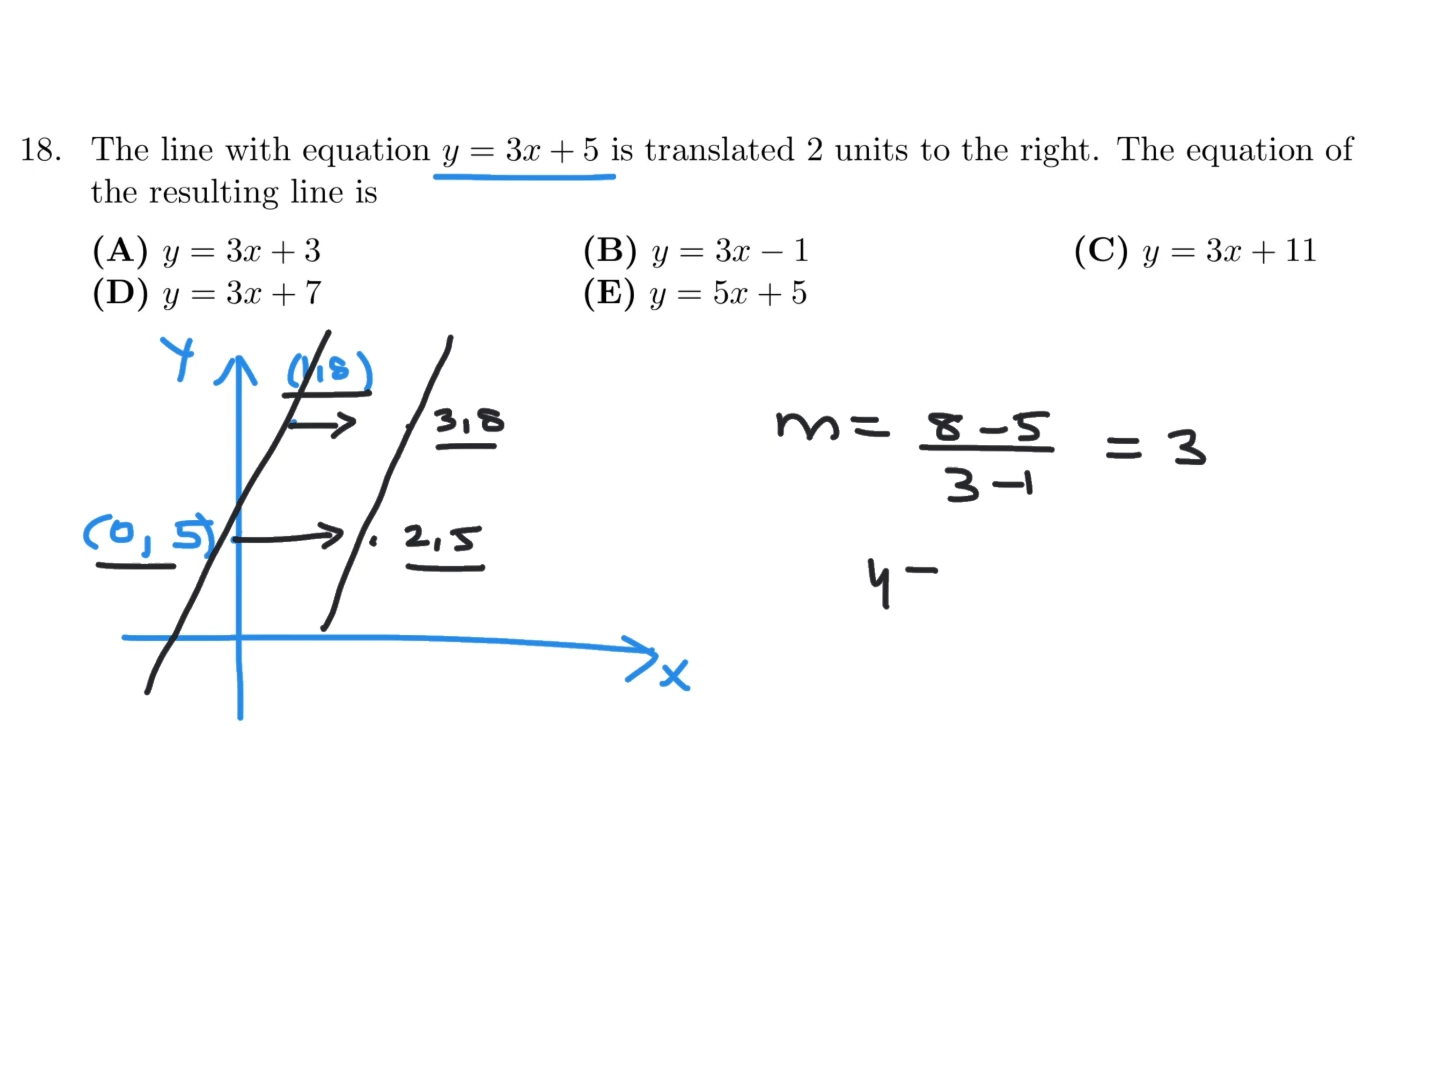 18. The line with equation y = 3x + 5 is translated 2 units to the right. The equation of
the resulting line is
(A) y = 3x + 3 (B) y = 3x − 1 (C) y = 3x + 11
(D) y = 3x + 7 (E) y = 5x + 5
Y
(1,8)
3,8
(0, 5)
2,5
X
m = 8 − 5 / 3 − 1 = 3
y −